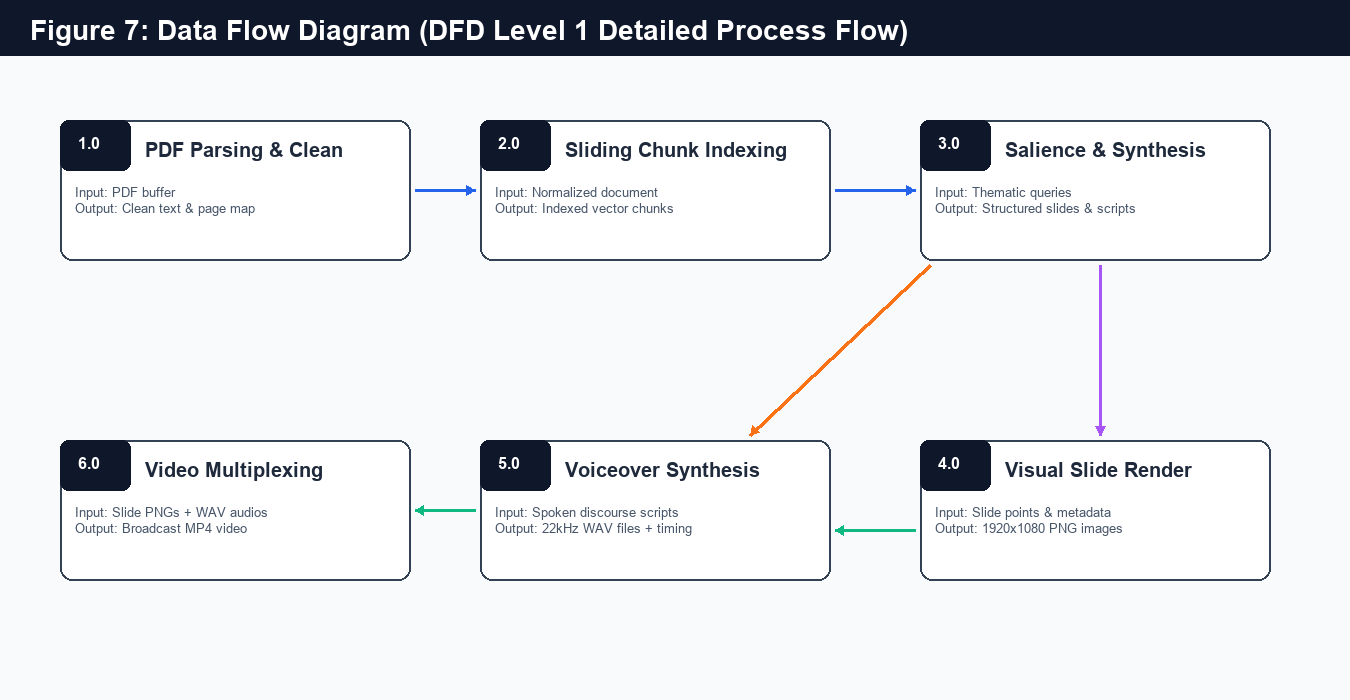 Figure 7: Data Flow Diagram (DFD Level 1 Detailed Process Flow)
1.0
PDF Parsing & Clean
Input: PDF buffer
Output: Clean text & page map
2.0
Sliding Chunk Indexing
Input: Normalized document
Output: Indexed vector chunks
3.0
Salience & Synthesis
Input: Thematic queries
Output: Structured slides & scripts
6.0
Video Multiplexing
Input: Slide PNGs + WAV audios
Output: Broadcast MP4 video
5.0
Voiceover Synthesis
Input: Spoken discourse scripts
Output: 22kHz WAV files + timing
4.0
Visual Slide Render
Input: Slide points & metadata
Output: 1920x1080 PNG images